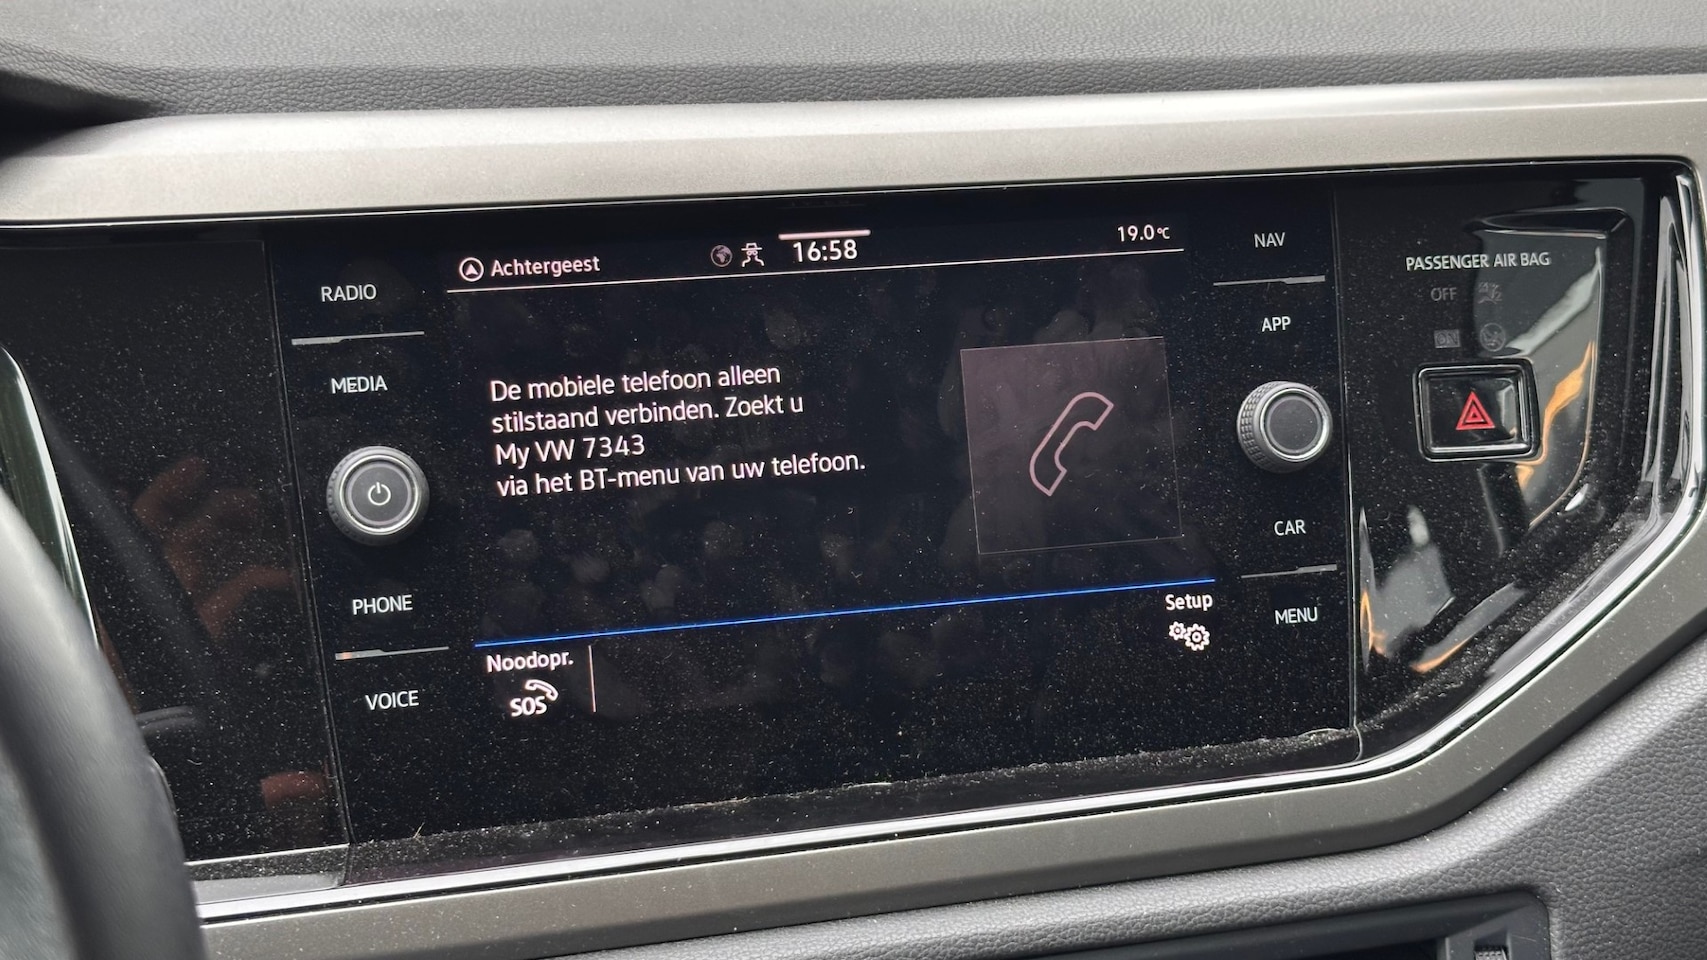 Achtergeest
16:58
19.0°C
RADIO
MEDIA
PHONE
VOICE
De mobiele telefoon alleen
stilstaand verbinden. Zoekt u
My VW 7343
via het BT-menu van uw telefoon.
Noodopr.
SOS
Setup
NAV
APP
CAR
MENU
PASSENGER AIR BAG
OFF
ON